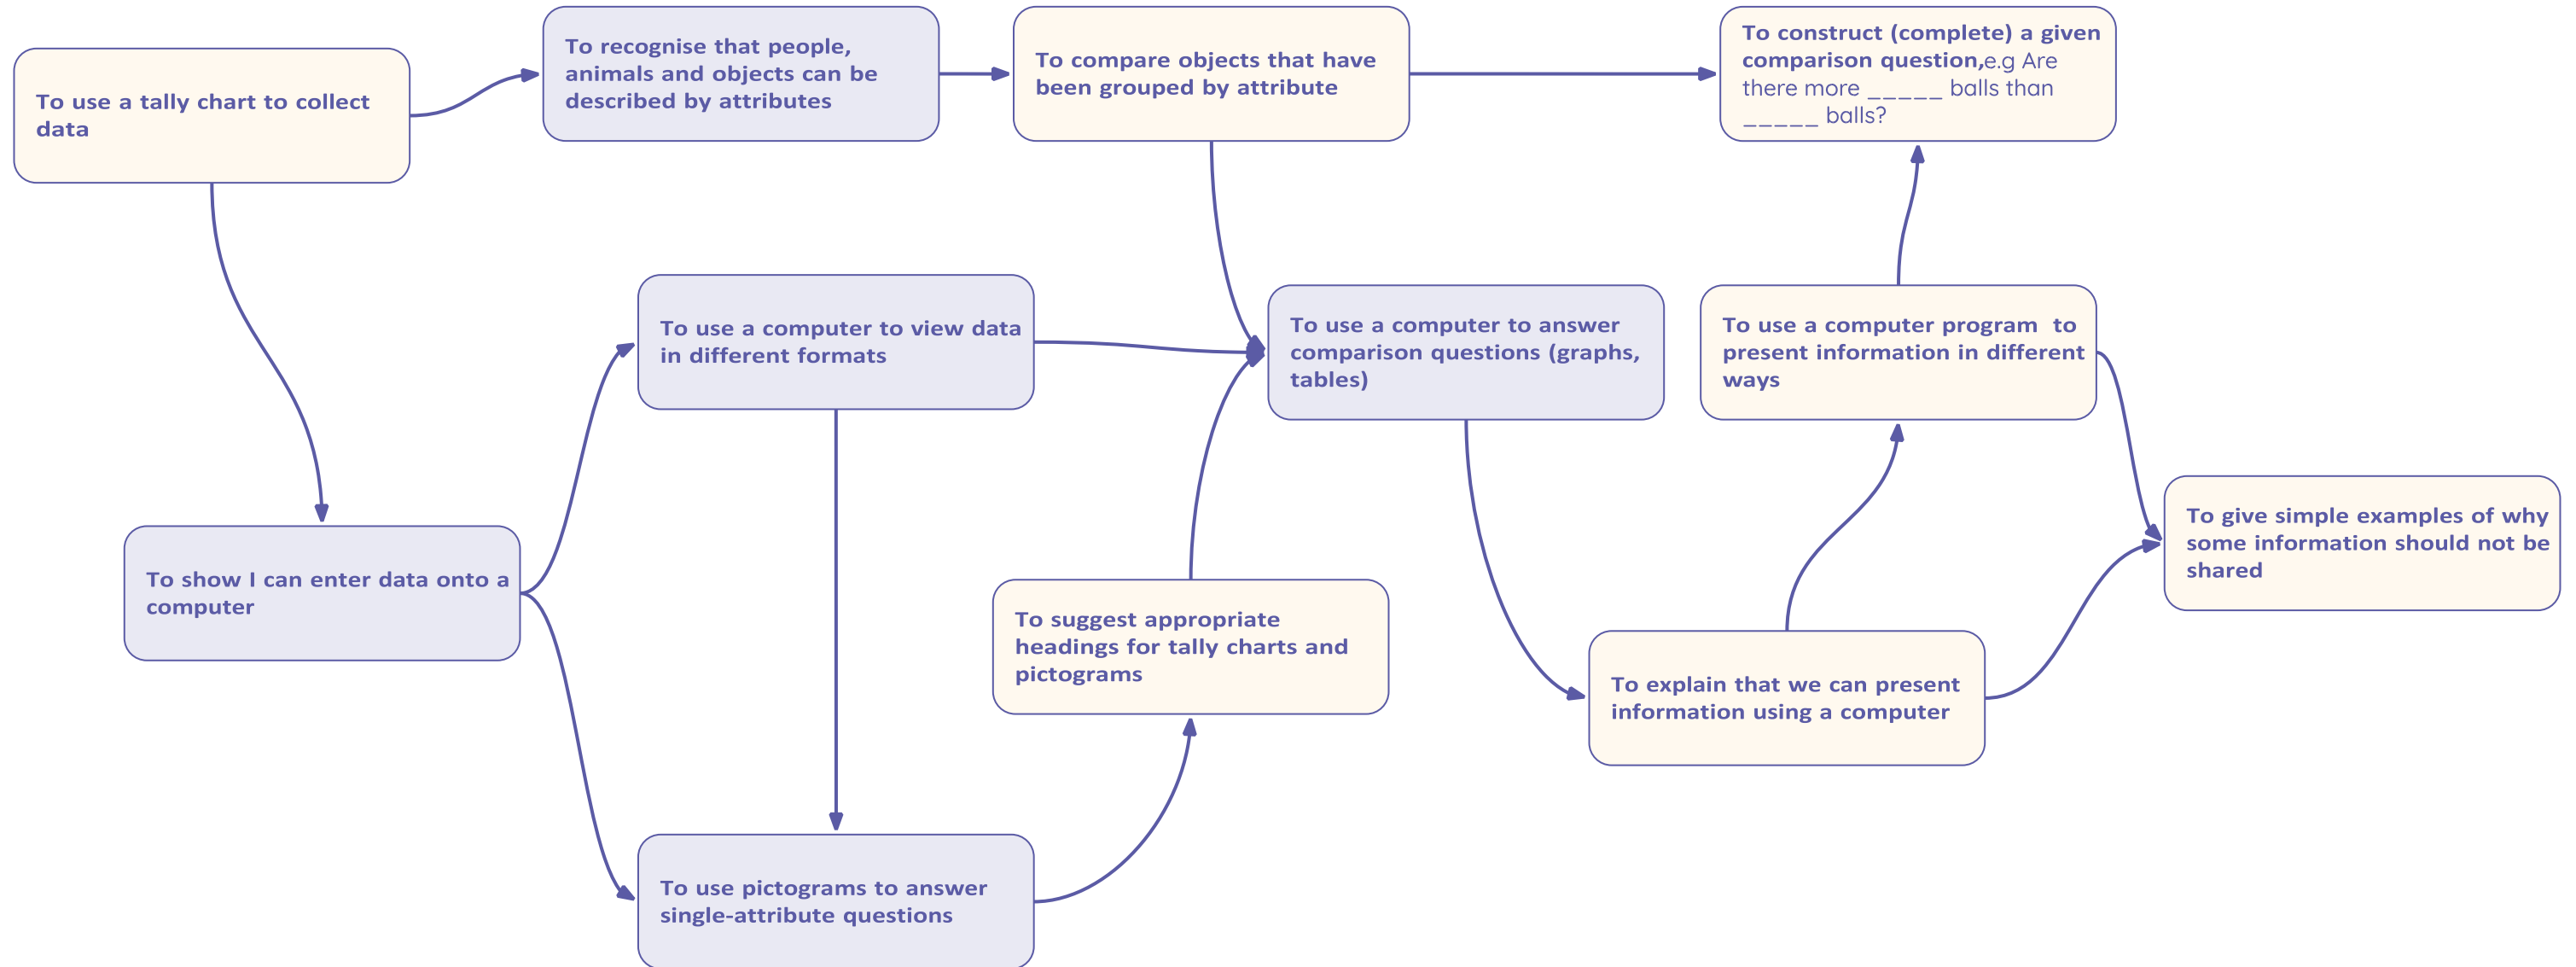 To use a tally chart to collect
data
To recognise that people,
animals and objects can be
described by attributes
To compare objects that have
been grouped by attribute
To construct (complete) a given
comparison question,e.g Are
there more _____ balls than
_____ balls?
To use a computer to view data
in different formats
To use a computer to answer
comparison questions (graphs,
tables)
To use a computer program  to
present information in different
ways
To give simple examples of why
some information should not be
shared
To show I can enter data onto a
computer
To suggest appropriate
headings for tally charts and
pictograms
To explain that we can present
information using a computer
To use pictograms to answer
single-attribute questions